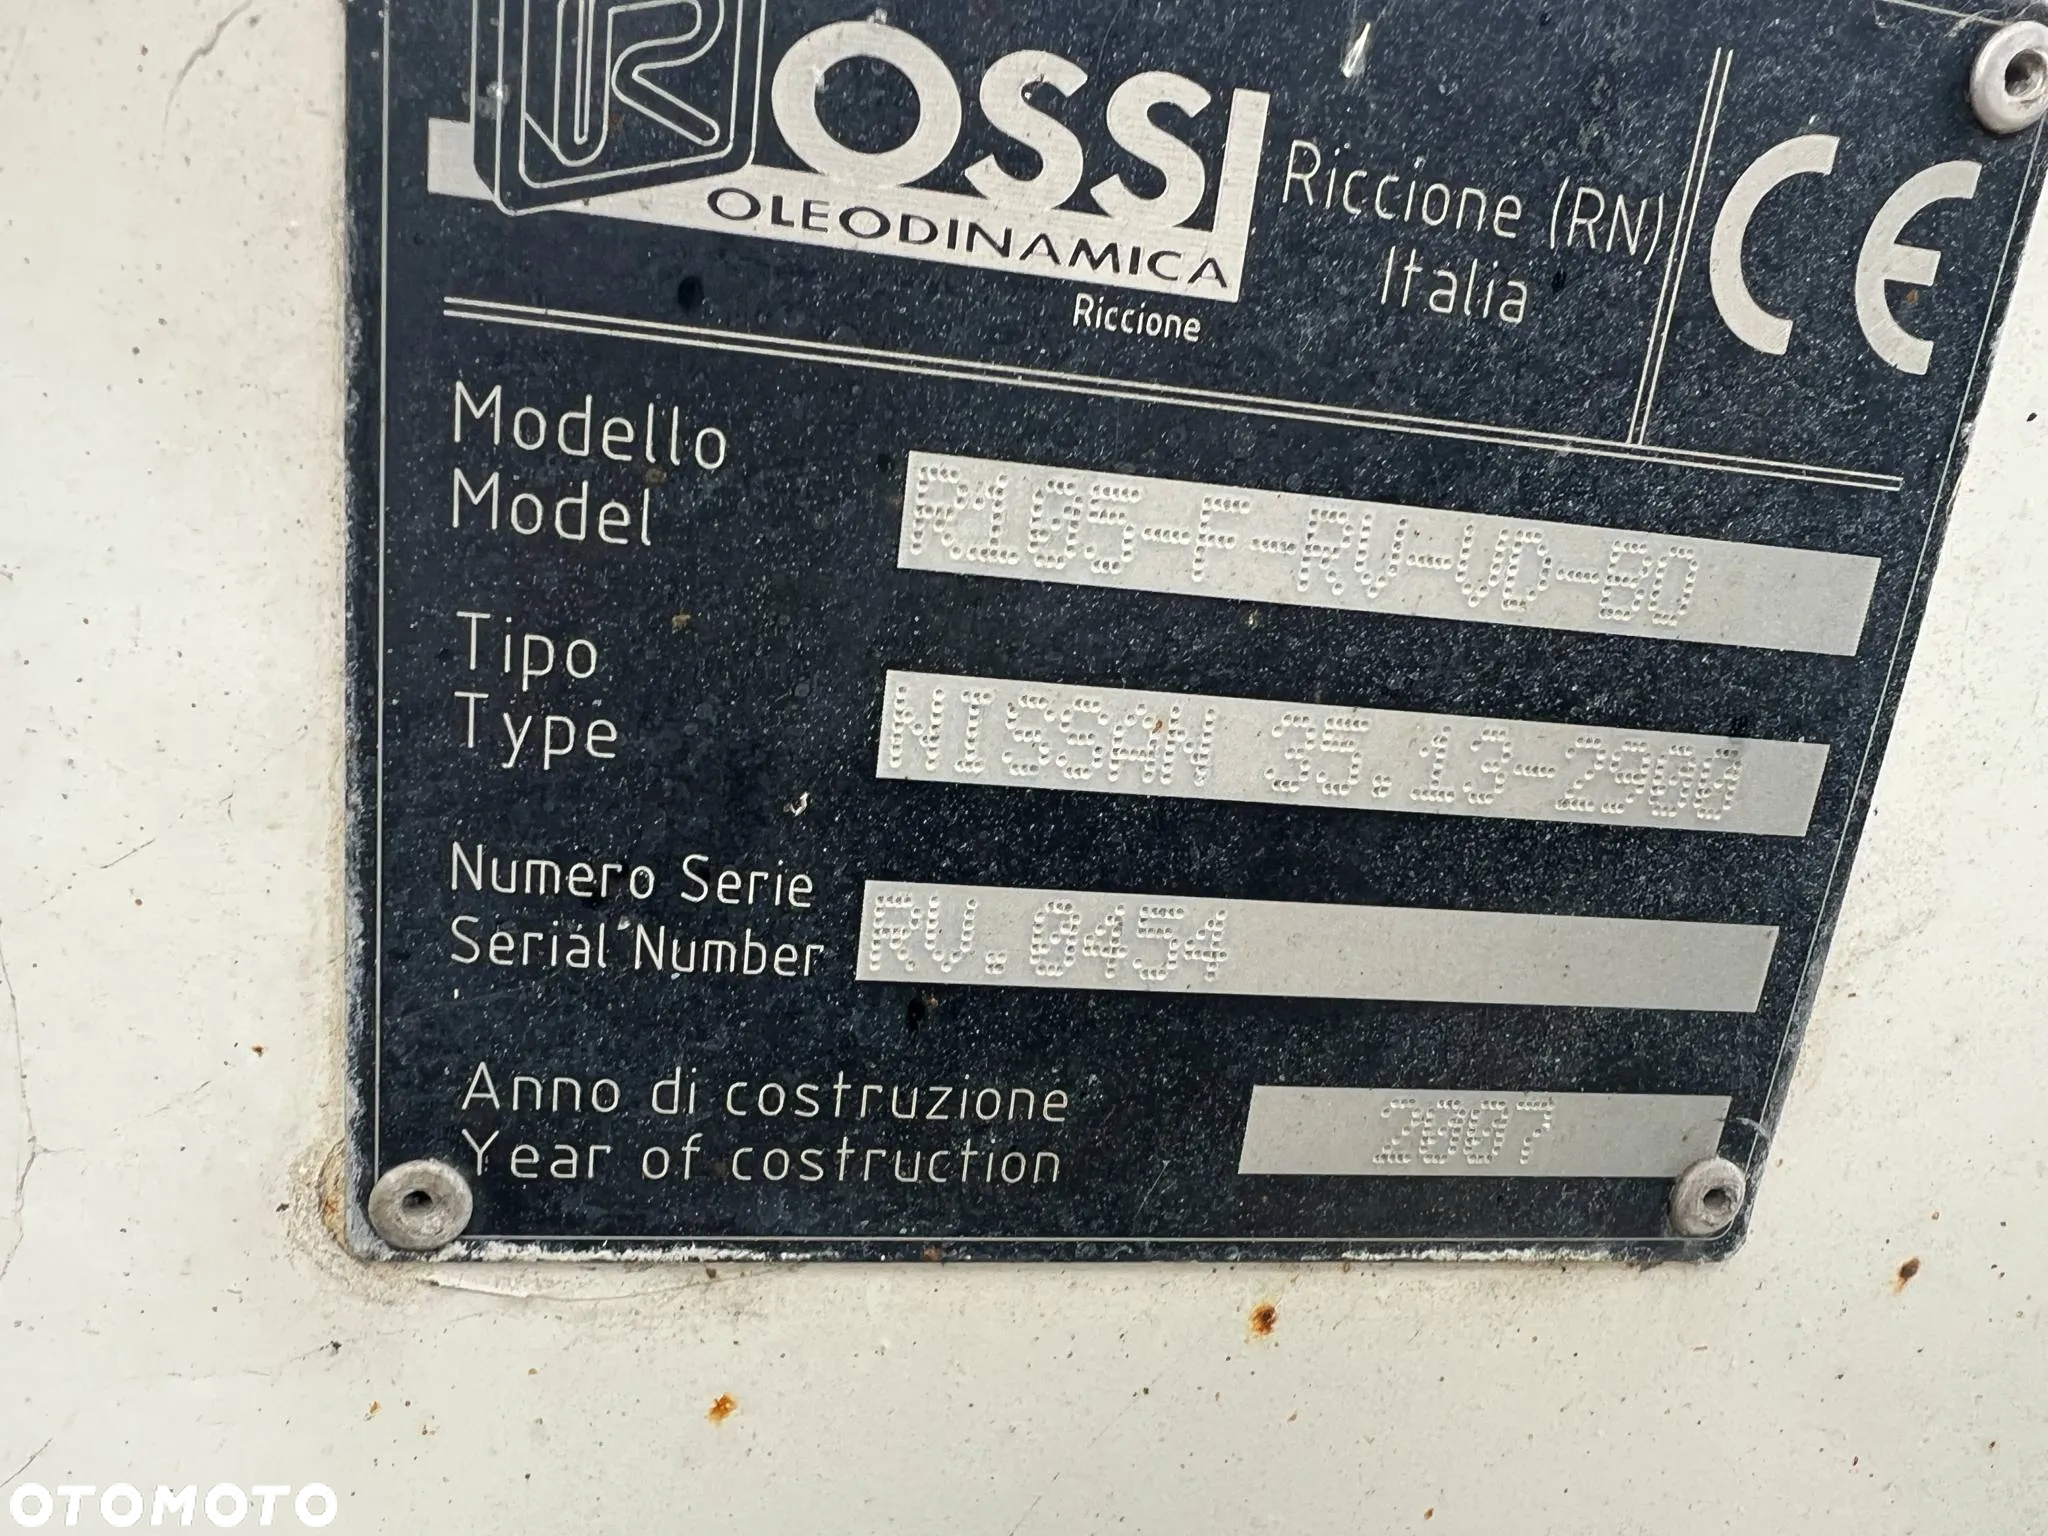 ROSSI
OLEODINAMICA
Riccione
Riccione (RN)
Italia
CE
Modello
Model
R105-F-RV-VD-BO
Tipo
Type
NISSAN 35.13-2900
Numero Serie
Serial Number
RV.0454
Anno di costruzione
Year of costruction
2007
OTOMOTO